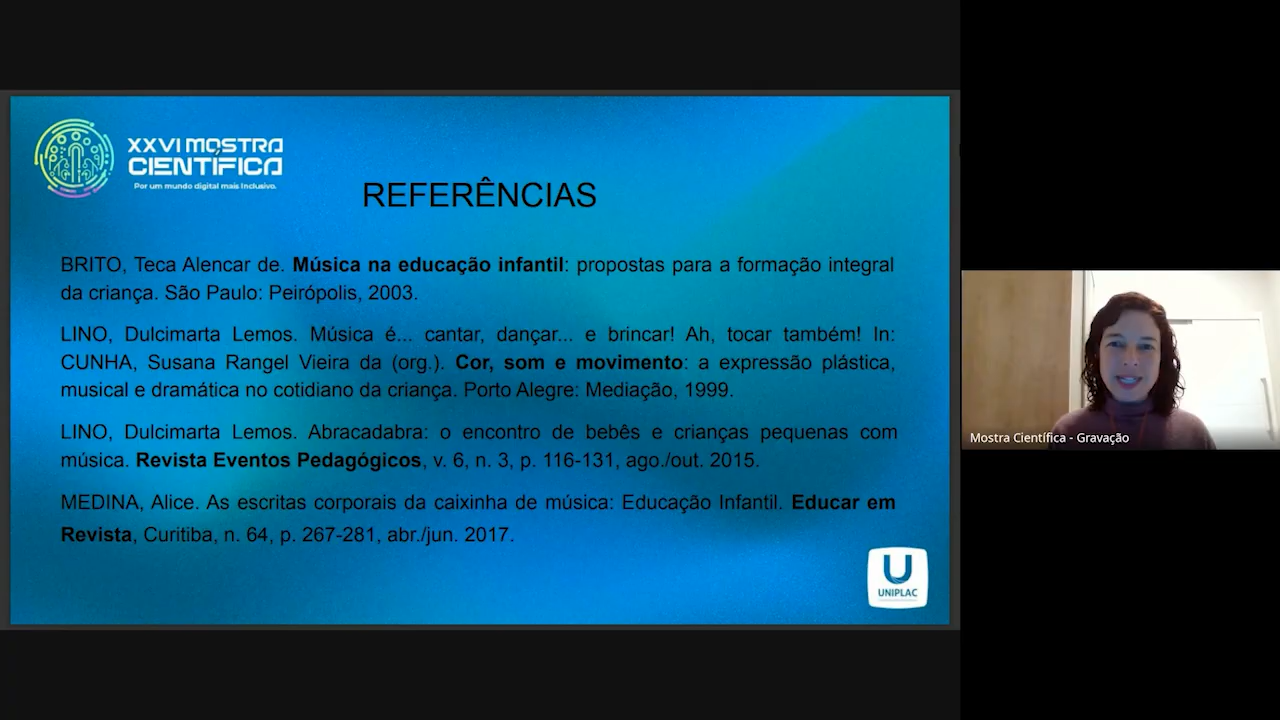 XXVI MOSTRA
CIENTÍFICA
Por um mundo digital mais Inclusivo.
REFERÊNCIAS
BRITO, Teca Alencar de. Música na educação infantil: propostas para a formação integral
da criança. São Paulo: Peirópolis, 2003.
LINO, Dulcimarta Lemos. Música é... cantar, dançar... e brincar! Ah, tocar também! In:
CUNHA, Susana Rangel Vieira da (org.). Cor, som e movimento: a expressão plástica,
musical e dramática no cotidiano da criança. Porto Alegre: Mediação, 1999.
LINO, Dulcimarta Lemos. Abracadabra: o encontro de bebês e crianças pequenas com
música. Revista Eventos Pedagógicos, v. 6, n. 3, p. 116-131, ago./out. 2015.
MEDINA, Alice. As escritas corporais da caixinha de música: Educação Infantil. Educar em
Revista, Curitiba, n. 64, p. 267-281, abr./jun. 2017.
U
UNIPLAC
Mostra Científica - Gravação